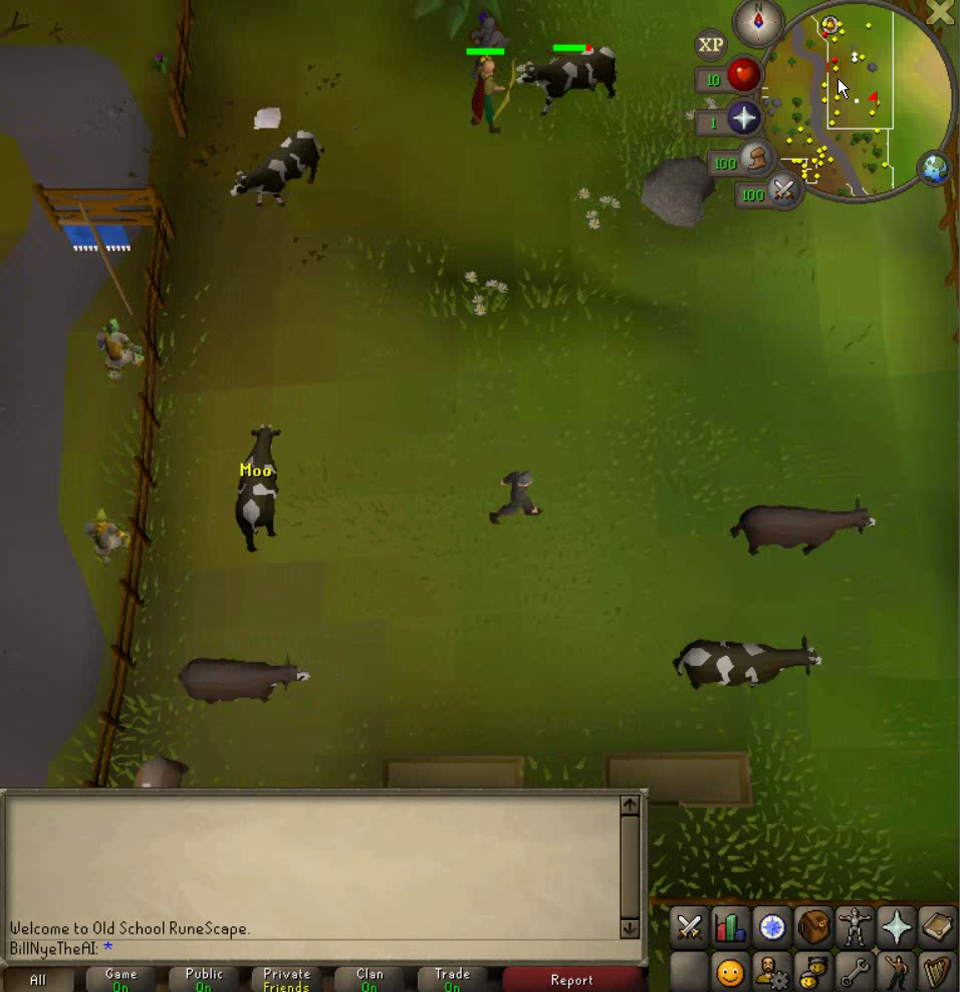 N
XP
10
1
100
100
Moo
Welcome to Old School RuneScape.
BillNyeTheAI: *
All
Game
On
Public
On
Private
Friends
Clan
On
Trade
On
Report